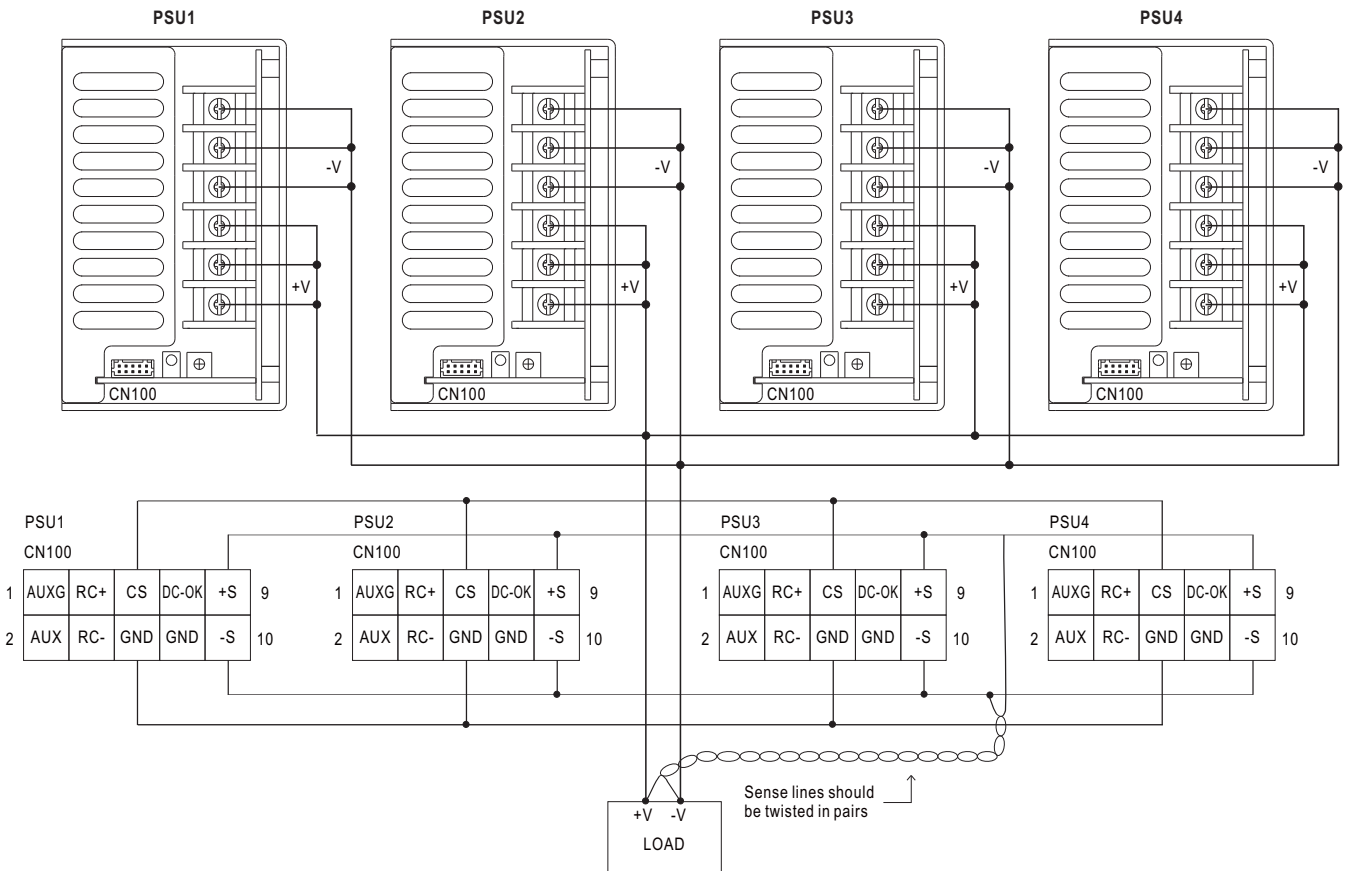 PSU1 PSU2 PSU3 PSU4
-V -V -V -V
+V +V +V +V
CN100 CN100 CN100 CN100
PSU1 PSU2 PSU3 PSU4
CN100 CN100 CN100 CN100
1 AUXG RC+ CS DC-OK +S 9 1 AUXG RC+ CS DC-OK +S 9 1 AUXG RC+ CS DC-OK +S 9 1 AUXG RC+ CS DC-OK +S 9
2 AUX RC- GND GND -S 10 2 AUX RC- GND GND -S 10 2 AUX RC- GND GND -S 10 2 AUX RC- GND GND -S 10
Sense lines should
be twisted in pairs
+V -V
LOAD